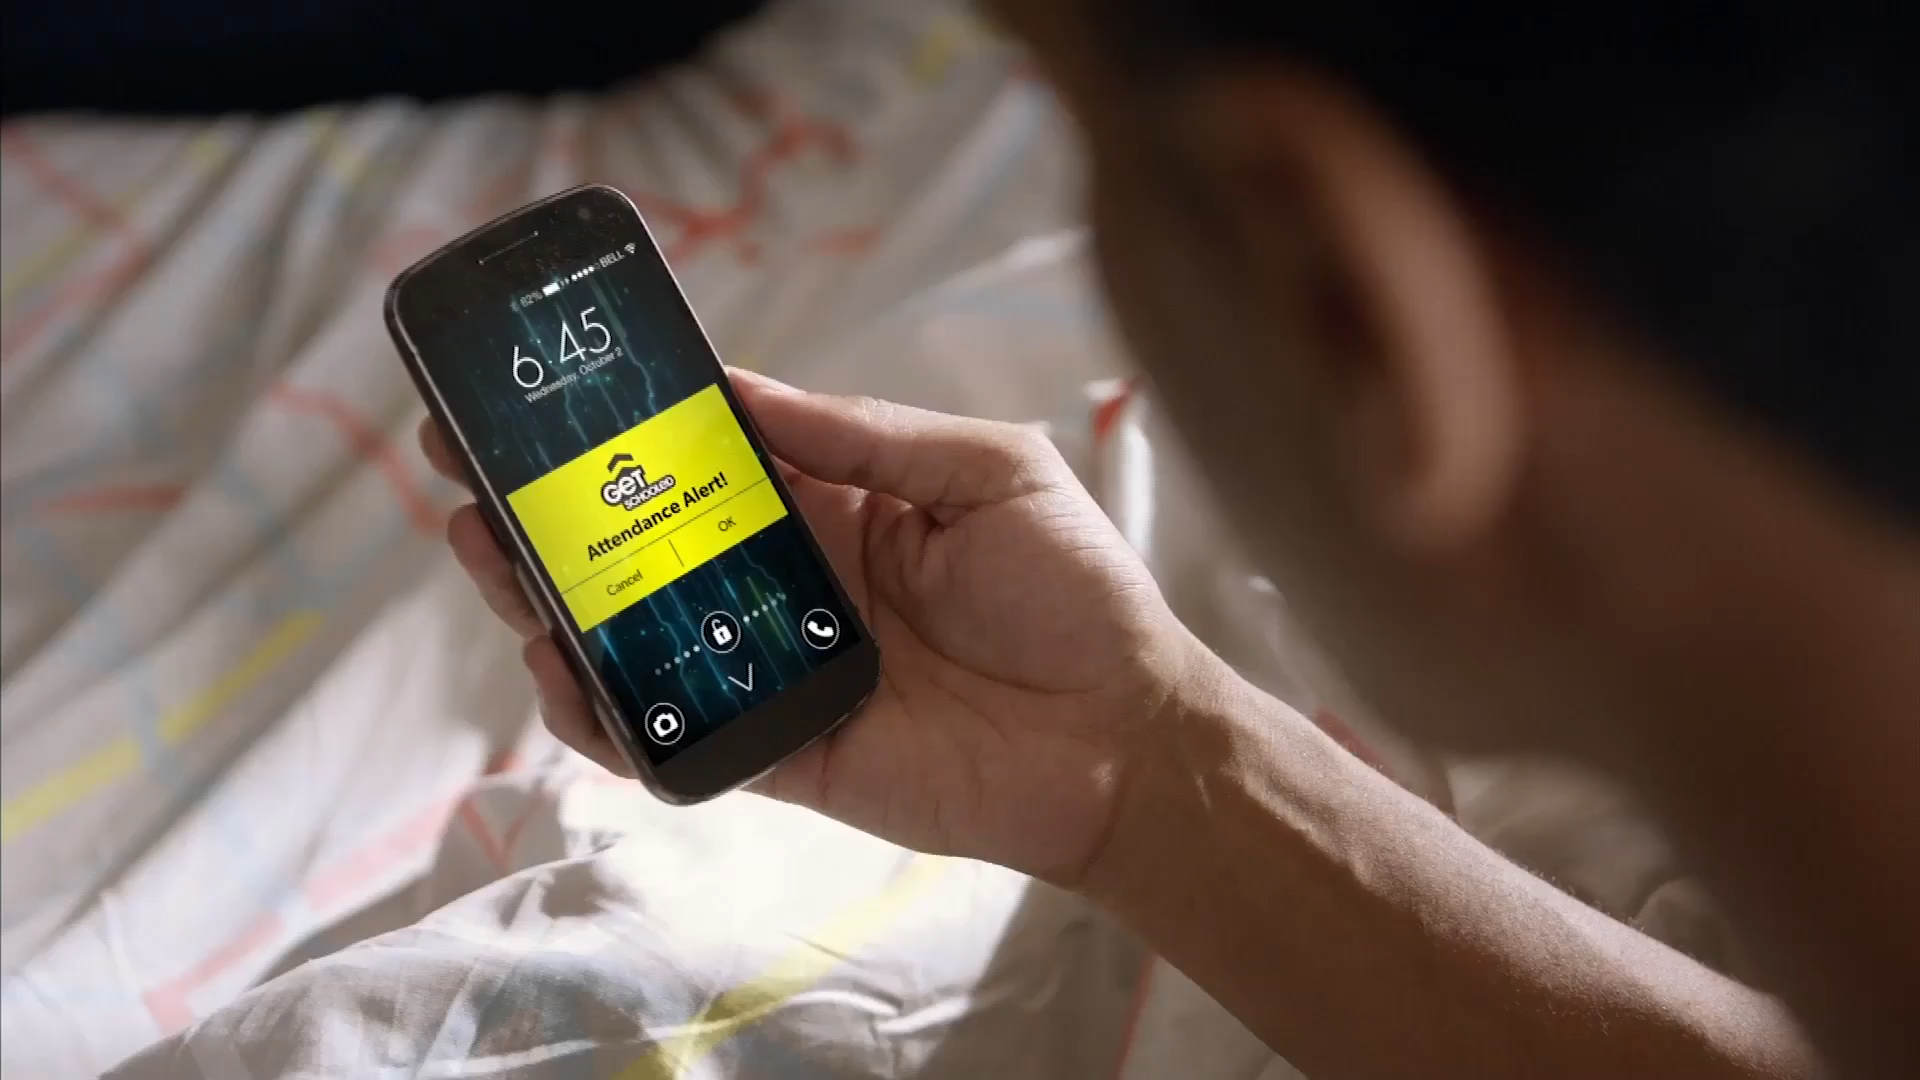 82% BELL
6 45
Wednesday, October 2
GET
SCHOOLED
Attendance Alert!
Cancel OK